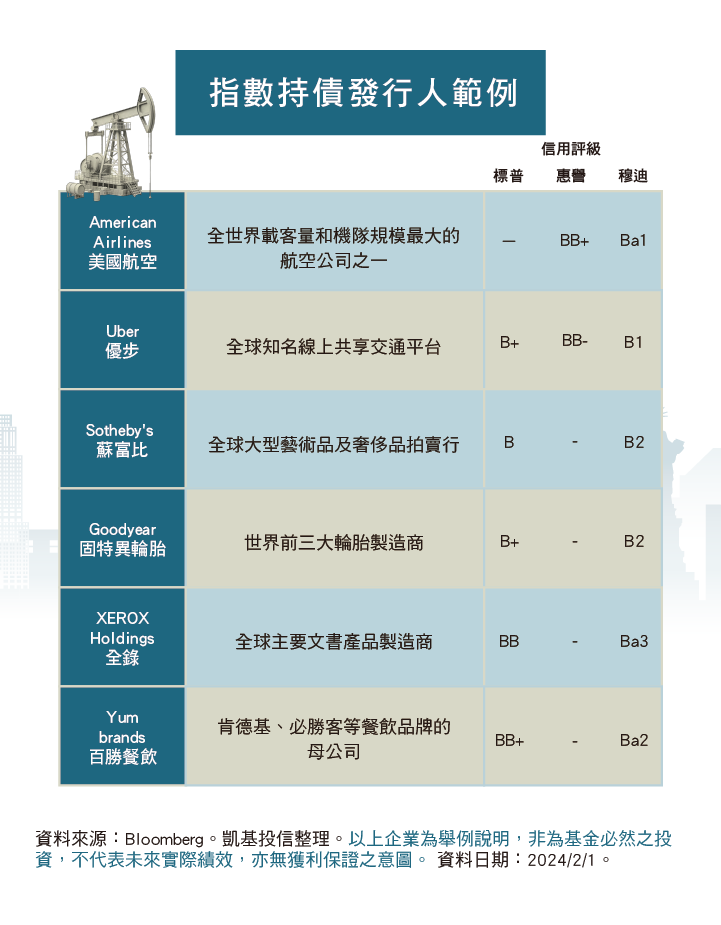 指數持債發行人範例
信用評級
標普 惠譽 穆迪
American
Airlines
美國航空
全世界載客量和機隊規模最大的
航空公司之一
— BB+ Ba1
Uber
優步
全球知名線上共享交通平台
B+ BB- B1
Sotheby's
蘇富比
全球大型藝術品及奢侈品拍賣行
B - B2
Goodyear
固特異輪胎
世界前三大輪胎製造商
B+ - B2
XEROX
Holdings
全錄
全球主要文書產品製造商
BB - Ba3
Yum
brands
百勝餐飲
肯德基、必勝客等餐飲品牌的
母公司
BB+ - Ba2
資料來源：Bloomberg。凱基投信整理。以上企業為舉例說明，非為基金必然之投
資，不代表未來實際績效，亦無獲利保證之意圖。 資料日期：2024/2/1。